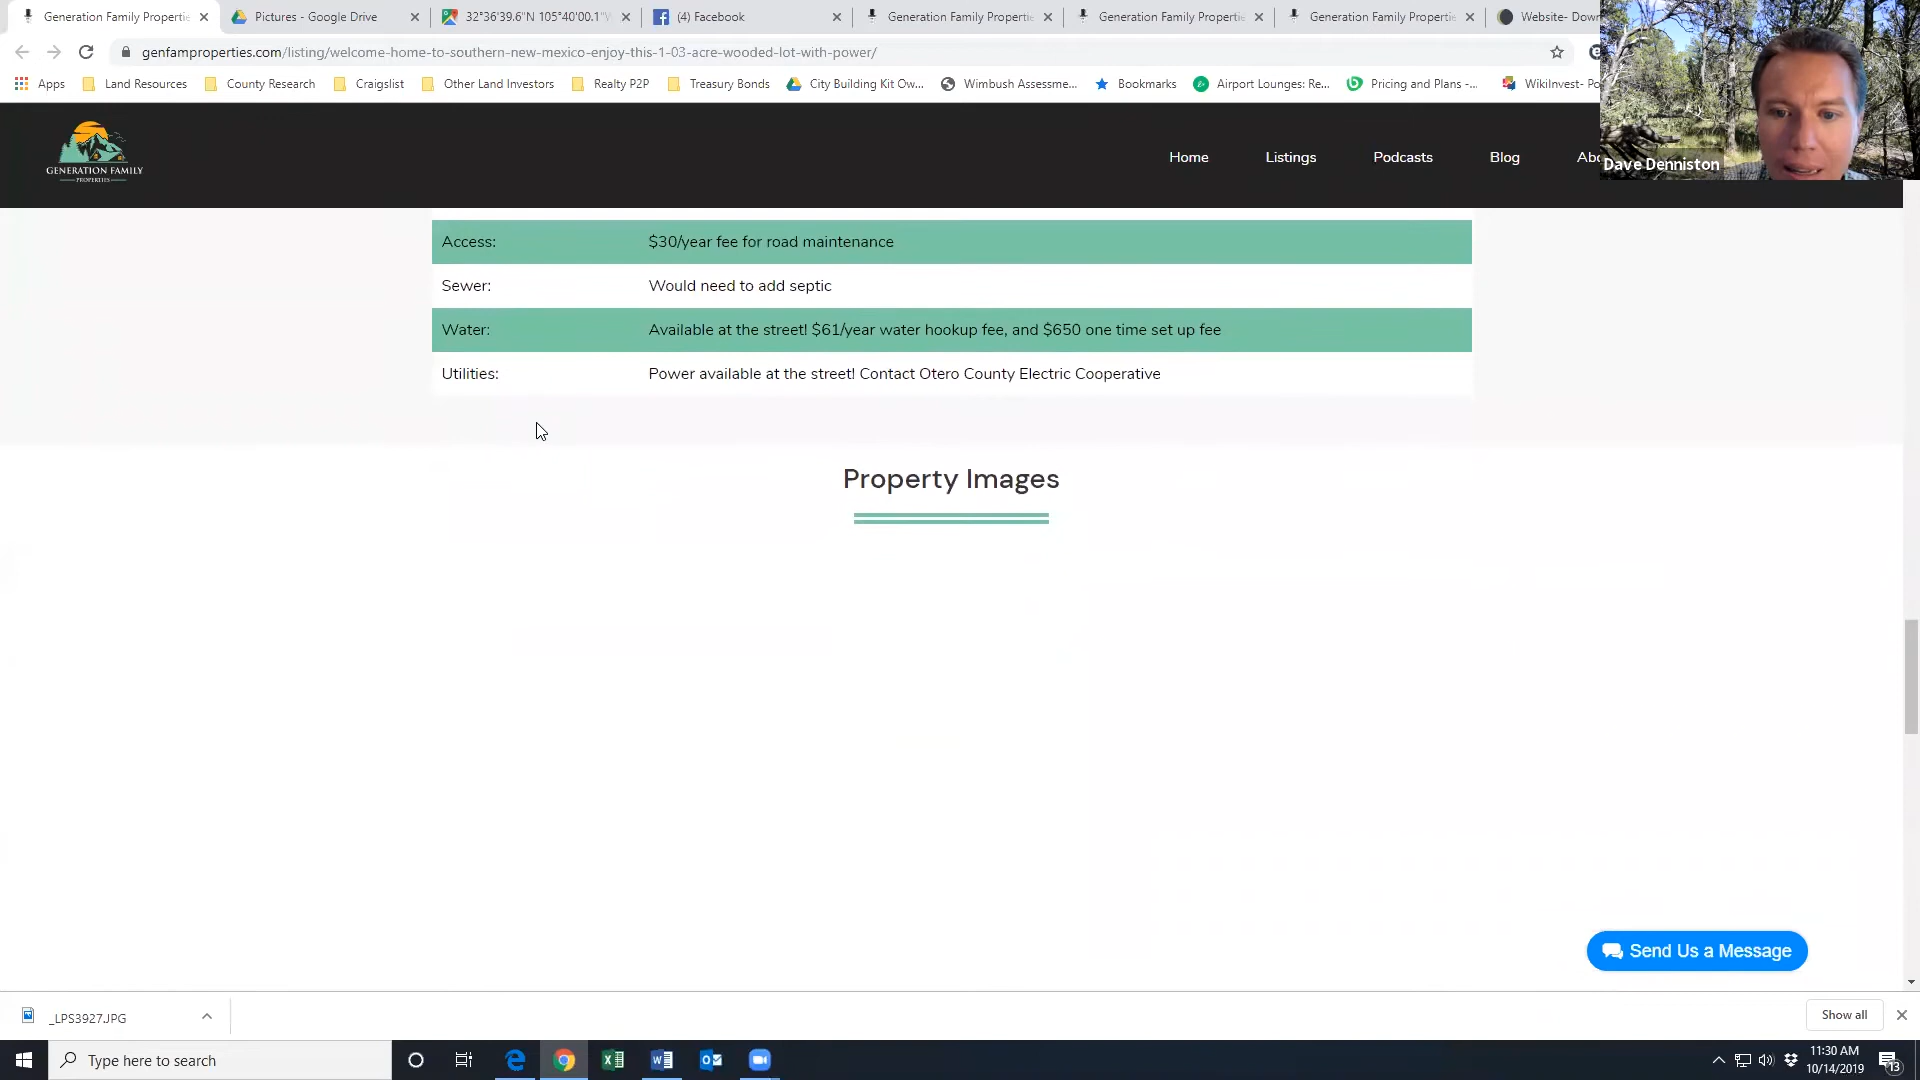 Generation Family Propertie
Pictures - Google Drive
32°36'39.6"N 105°40'00.1"W
(4) Facebook
Generation Family Propertie
Generation Family Propertie
Generation Family Propertie
Website- Dow
genfamproperties.com/listing/welcome-home-to-southern-new-mexico-enjoy-this-1-03-acre-wooded-lot-with-power/
Apps
Land Resources
County Research
Craigslist
Other Land Investors
Realty P2P
Treasury Bonds
City Building Kit Ow...
Wimbush Assessme...
Bookmarks
Airport Lounges: Re...
Pricing and Plans -...
WikiInvest- Po
Dave Denniston
GENERATION FAMILY
PROPERTIES
Home
Listings
Podcasts
Blog
Abo
Access: $30/year fee for road maintenance
Sewer: Would need to add septic
Water: Available at the street! $61/year water hookup fee, and $650 one time set up fee
Utilities: Power available at the street! Contact Otero County Electric Cooperative
Property Images
Send Us a Message
_LPS3927.JPG
Show all
Type here to search
11:30 AM
10/14/2019
13